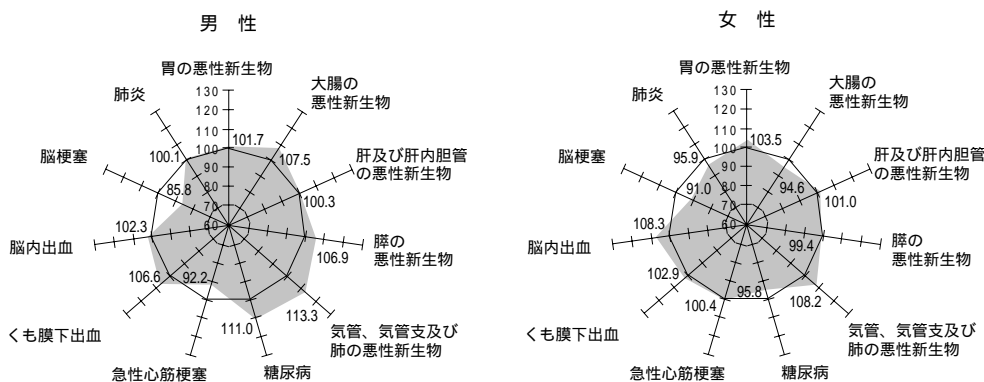 男 性
胃の悪性新生物
大腸の
悪性新生物
肝及び肝内胆管
の悪性新生物
膵の
悪性新生物
気管、気管支及び
肺の悪性新生物
糖尿病
急性心筋梗塞
くも膜下出血
脳内出血
脳梗塞
肺炎
130
120
110
100
90
80
70
60
101.7
107.5
100.3
106.9
113.3
111.0
92.2
106.6
102.3
85.8
100.1
女 性
胃の悪性新生物
大腸の
悪性新生物
肝及び肝内胆管
の悪性新生物
膵の
悪性新生物
気管、気管支及び
肺の悪性新生物
糖尿病
急性心筋梗塞
くも膜下出血
脳内出血
脳梗塞
肺炎
130
120
110
100
90
80
70
60
103.5
94.6
101.0
99.4
108.2
95.8
100.4
102.9
108.3
91.0
95.9